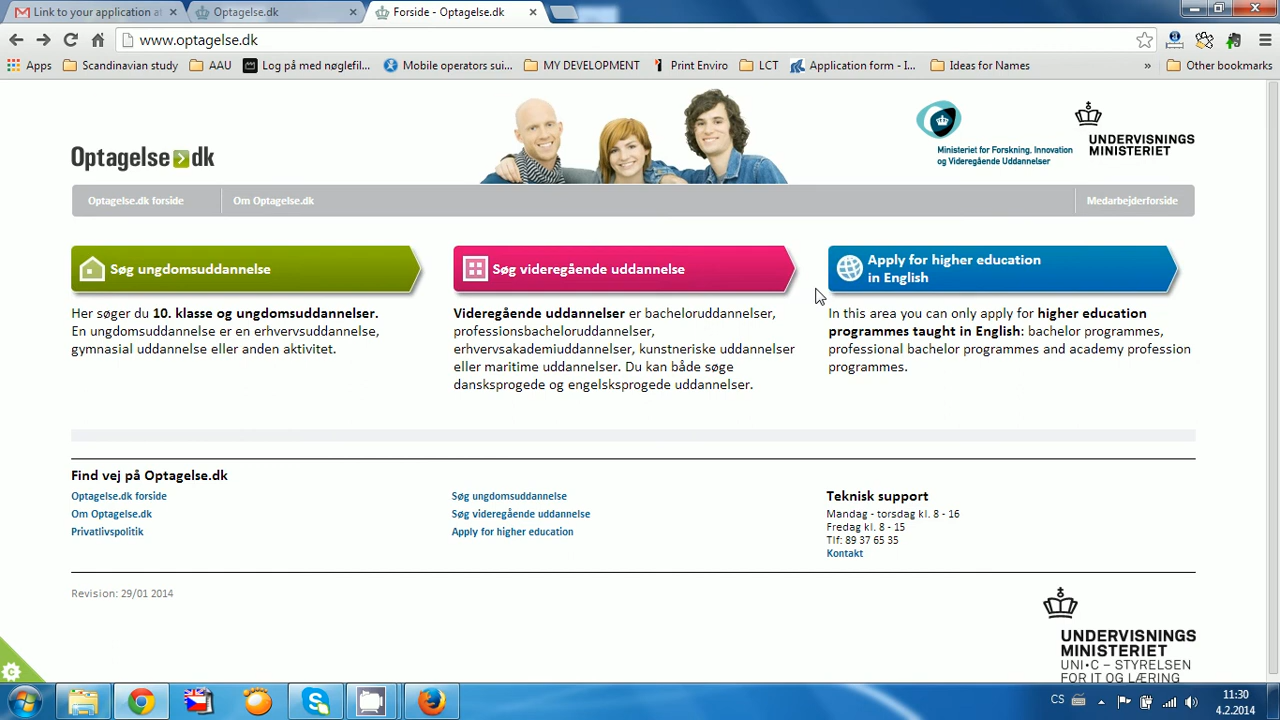 Link to your application at
Optagelse.dk
Forside - Optagelse.dk
www.optagelse.dk
Apps
Scandinavian study
AAU
Log på med nøglefil...
Mobile operators sui...
MY DEVELOPMENT
Print Enviro
LCT
Application form - I...
Ideas for Names
»
Other bookmarks
Optagelse dk
Ministeriet for Forskning, Innovation
og Videregående Uddannelser
UNDERVISNINGS
MINISTERIET
Optagelse.dk forside
Om Optagelse.dk
Medarbejderforside
Søg ungdomsuddannelse
Her søger du 10. klasse og ungdomsuddannelser.
En ungdomsuddannelse er en erhvervsuddannelse,
gymnasial uddannelse eller anden aktivitet.
Søg videregående uddannelse
Videregående uddannelser er bacheloruddannelser,
professionsbacheloruddannelser,
erhvervsakademiuddannelser, kunstneriske uddannelser
eller maritime uddannelser. Du kan både søge
dansksprogede og engelsksprogede uddannelser.
Apply for higher education
in English
In this area you can only apply for higher education
programmes taught in English: bachelor programmes,
professional bachelor programmes and academy profession
programmes.
Find vej på Optagelse.dk
Optagelse.dk forside
Om Optagelse.dk
Privatlivspolitik
Søg ungdomsuddannelse
Søg videregående uddannelse
Apply for higher education
Teknisk support
Mandag - torsdag kl. 8 - 16
Fredag kl. 8 - 15
Tlf: 89 37 65 35
Kontakt
Revision: 29/01 2014
UNDERVISNINGS
MINISTERIET
UNI•C – STYRELSEN
FOR IT OG LÆRING
CS
11:30
4.2.2014